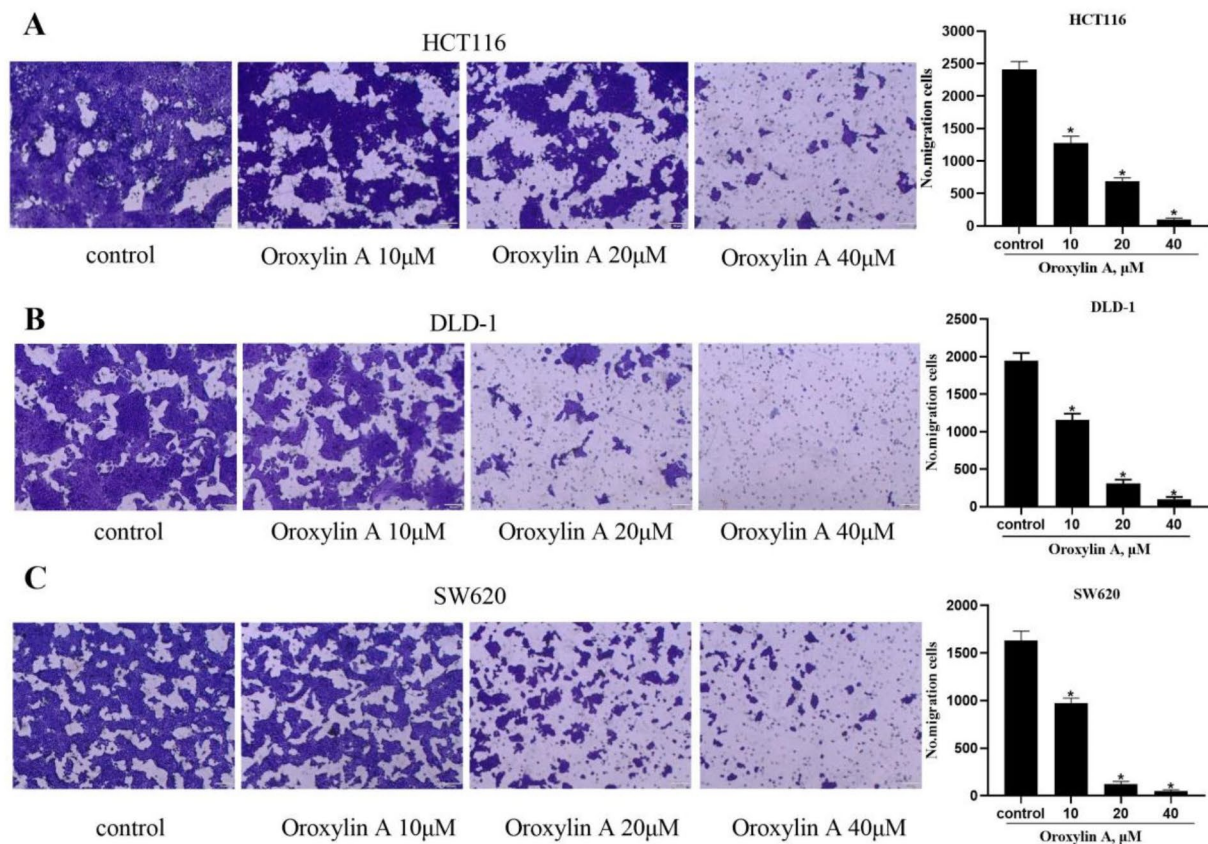 A
HCT116
control
Oroxylin A 10μM
Oroxylin A 20μM
Oroxylin A 40μM
HCT116
No.migration cells
3000
2500
2000
1500
1000
500
0
control 10 20 40
* * *
Oroxylin A, μM
B
DLD-1
control
Oroxylin A 10μM
Oroxylin A 20μM
Oroxylin A 40μM
DLD-1
No.migration cells
2500
2000
1500
1000
500
0
control 10 20 40
* * *
Oroxylin A, μM
C
SW620
control
Oroxylin A 10μM
Oroxylin A 20μM
Oroxylin A 40μM
SW620
No.migration cells
2000
1500
1000
500
0
control 10 20 40
* * *
Oroxylin A, μM